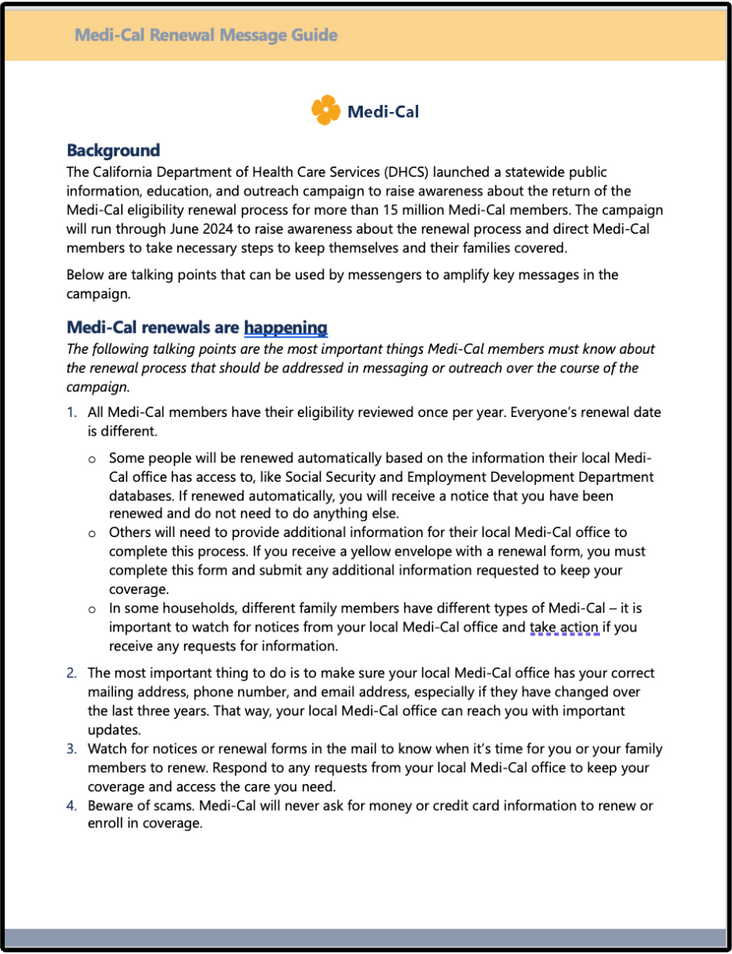 Medi-Cal Renewal Message Guide
Medi-Cal
Background
The California Department of Health Care Services (DHCS) launched a statewide public
information, education, and outreach campaign to raise awareness about the return of the
Medi-Cal eligibility renewal process for more than 15 million Medi-Cal members. The campaign
will run through June 2024 to raise awareness about the renewal process and direct Medi-Cal
members to take necessary steps to keep themselves and their families covered.
Below are talking points that can be used by messengers to amplify key messages in the
campaign.
Medi-Cal renewals are happening
The following talking points are the most important things Medi-Cal members must know about
the renewal process that should be addressed in messaging or outreach over the course of the
campaign.
1. All Medi-Cal members have their eligibility reviewed once per year. Everyone’s renewal date
is different.
o Some people will be renewed automatically based on the information their local Medi-
Cal office has access to, like Social Security and Employment Development Department
databases. If renewed automatically, you will receive a notice that you have been
renewed and do not need to do anything else.
o Others will need to provide additional information for their local Medi-Cal office to
complete this process. If you receive a yellow envelope with a renewal form, you must
complete this form and submit any additional information requested to keep your
coverage.
o In some households, different family members have different types of Medi-Cal – it is
important to watch for notices from your local Medi-Cal office and take action if you
receive any requests for information.
2. The most important thing to do is to make sure your local Medi-Cal office has your correct
mailing address, phone number, and email address, especially if they have changed over
the last three years. That way, your local Medi-Cal office can reach you with important
updates.
3. Watch for notices or renewal forms in the mail to know when it’s time for you or your family
members to renew. Respond to any requests from your local Medi-Cal office to keep your
coverage and access the care you need.
4. Beware of scams. Medi-Cal will never ask for money or credit card information to renew or
enroll in coverage.